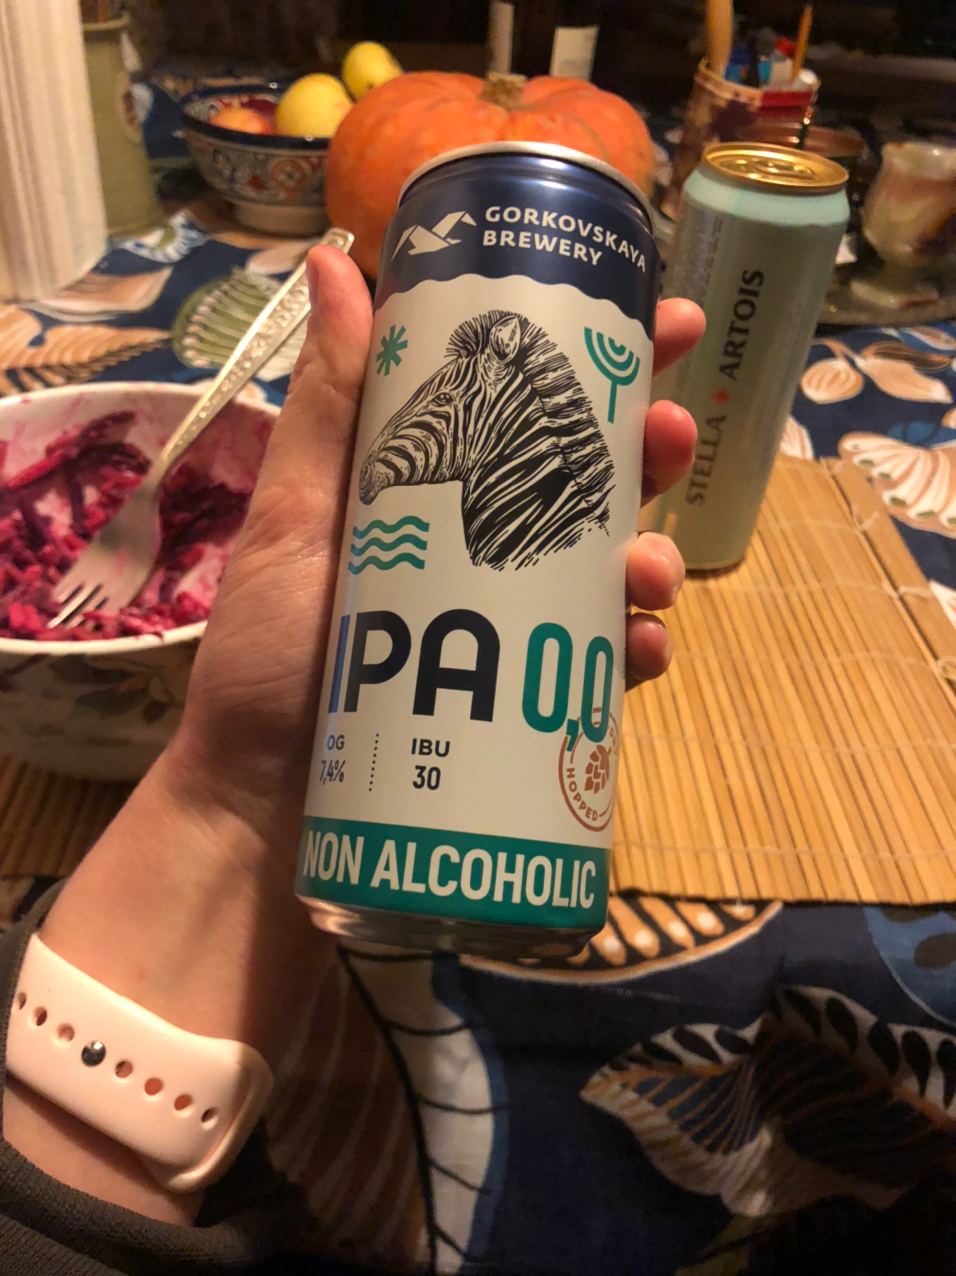 GORKOVSKAYA
BREWERY
IPA 0,0
OG
7,4%
IBU
30
HOPPED
NON ALCOHOLIC
STELLA ARTOIS